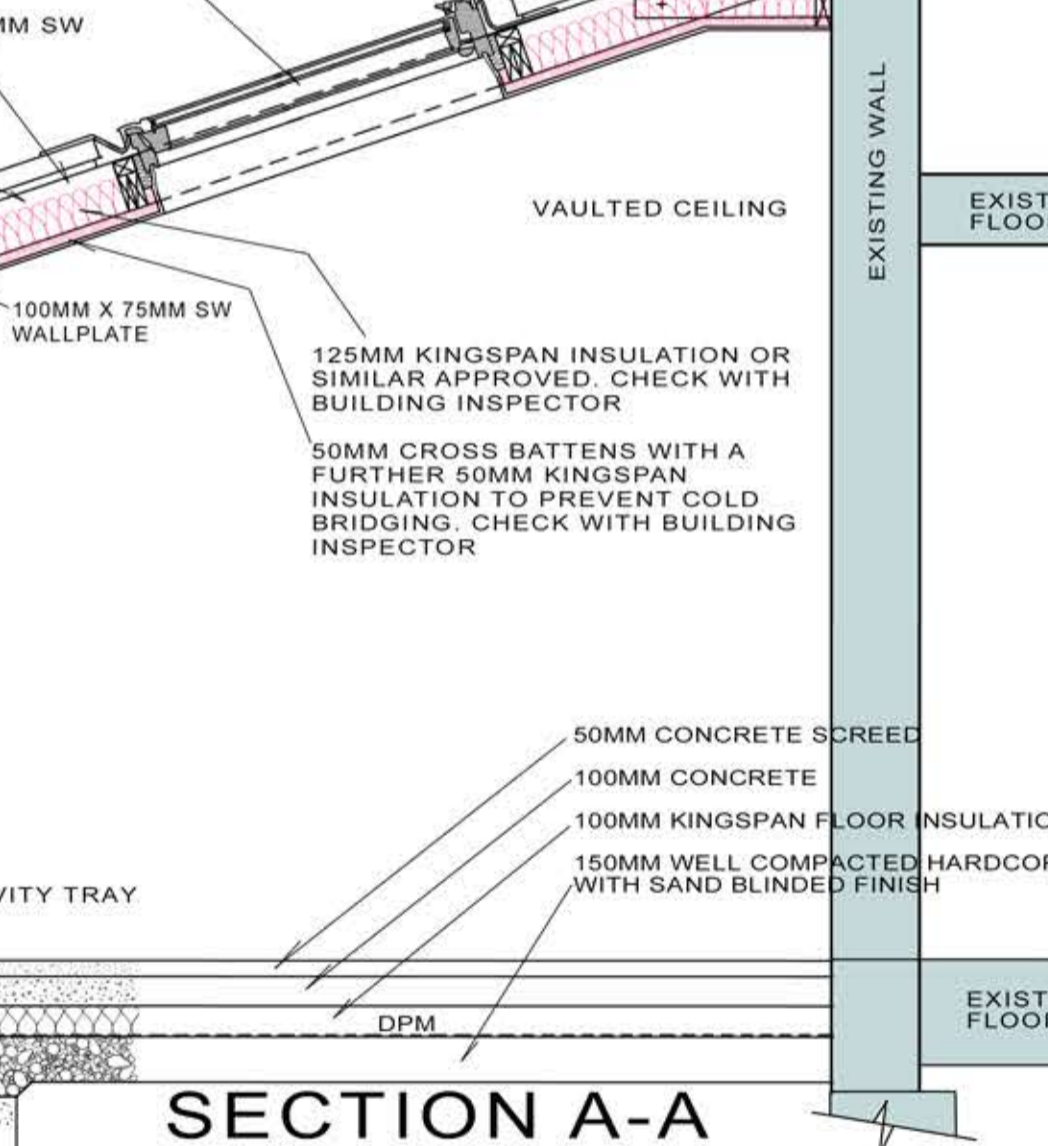 MM SW
EXISTING WALL
VAULTED CEILING
EXIST
FLOO
100MM X 75MM SW
WALLPLATE
125MM KINGSPAN INSULATION OR
SIMILAR APPROVED. CHECK WITH
BUILDING INSPECTOR
50MM CROSS BATTENS WITH A
FURTHER 50MM KINGSPAN
INSULATION TO PREVENT COLD
BRIDGING. CHECK WITH BUILDING
INSPECTOR
50MM CONCRETE SCREED
100MM CONCRETE
100MM KINGSPAN FLOOR INSULATIO
150MM WELL COMPACTED HARDCOR
WITH SAND BLINDED FINISH
VITY TRAY
DPM
EXIST
FLOOR
SECTION A-A